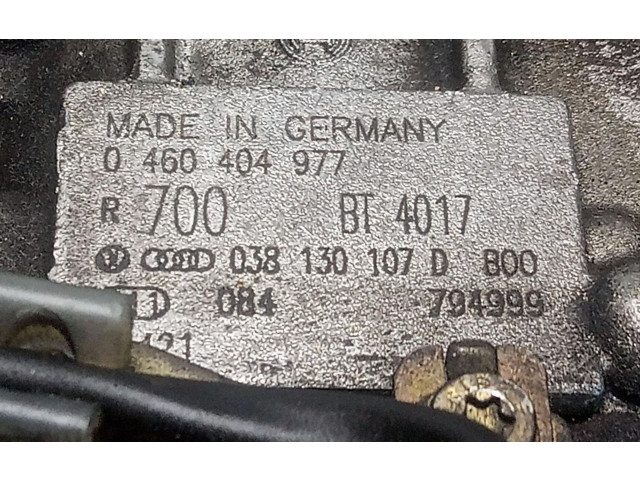 MADE IN GERMANY
0 460 404 977
R 700 BT 4017
038 130 107 D 800
084 794999